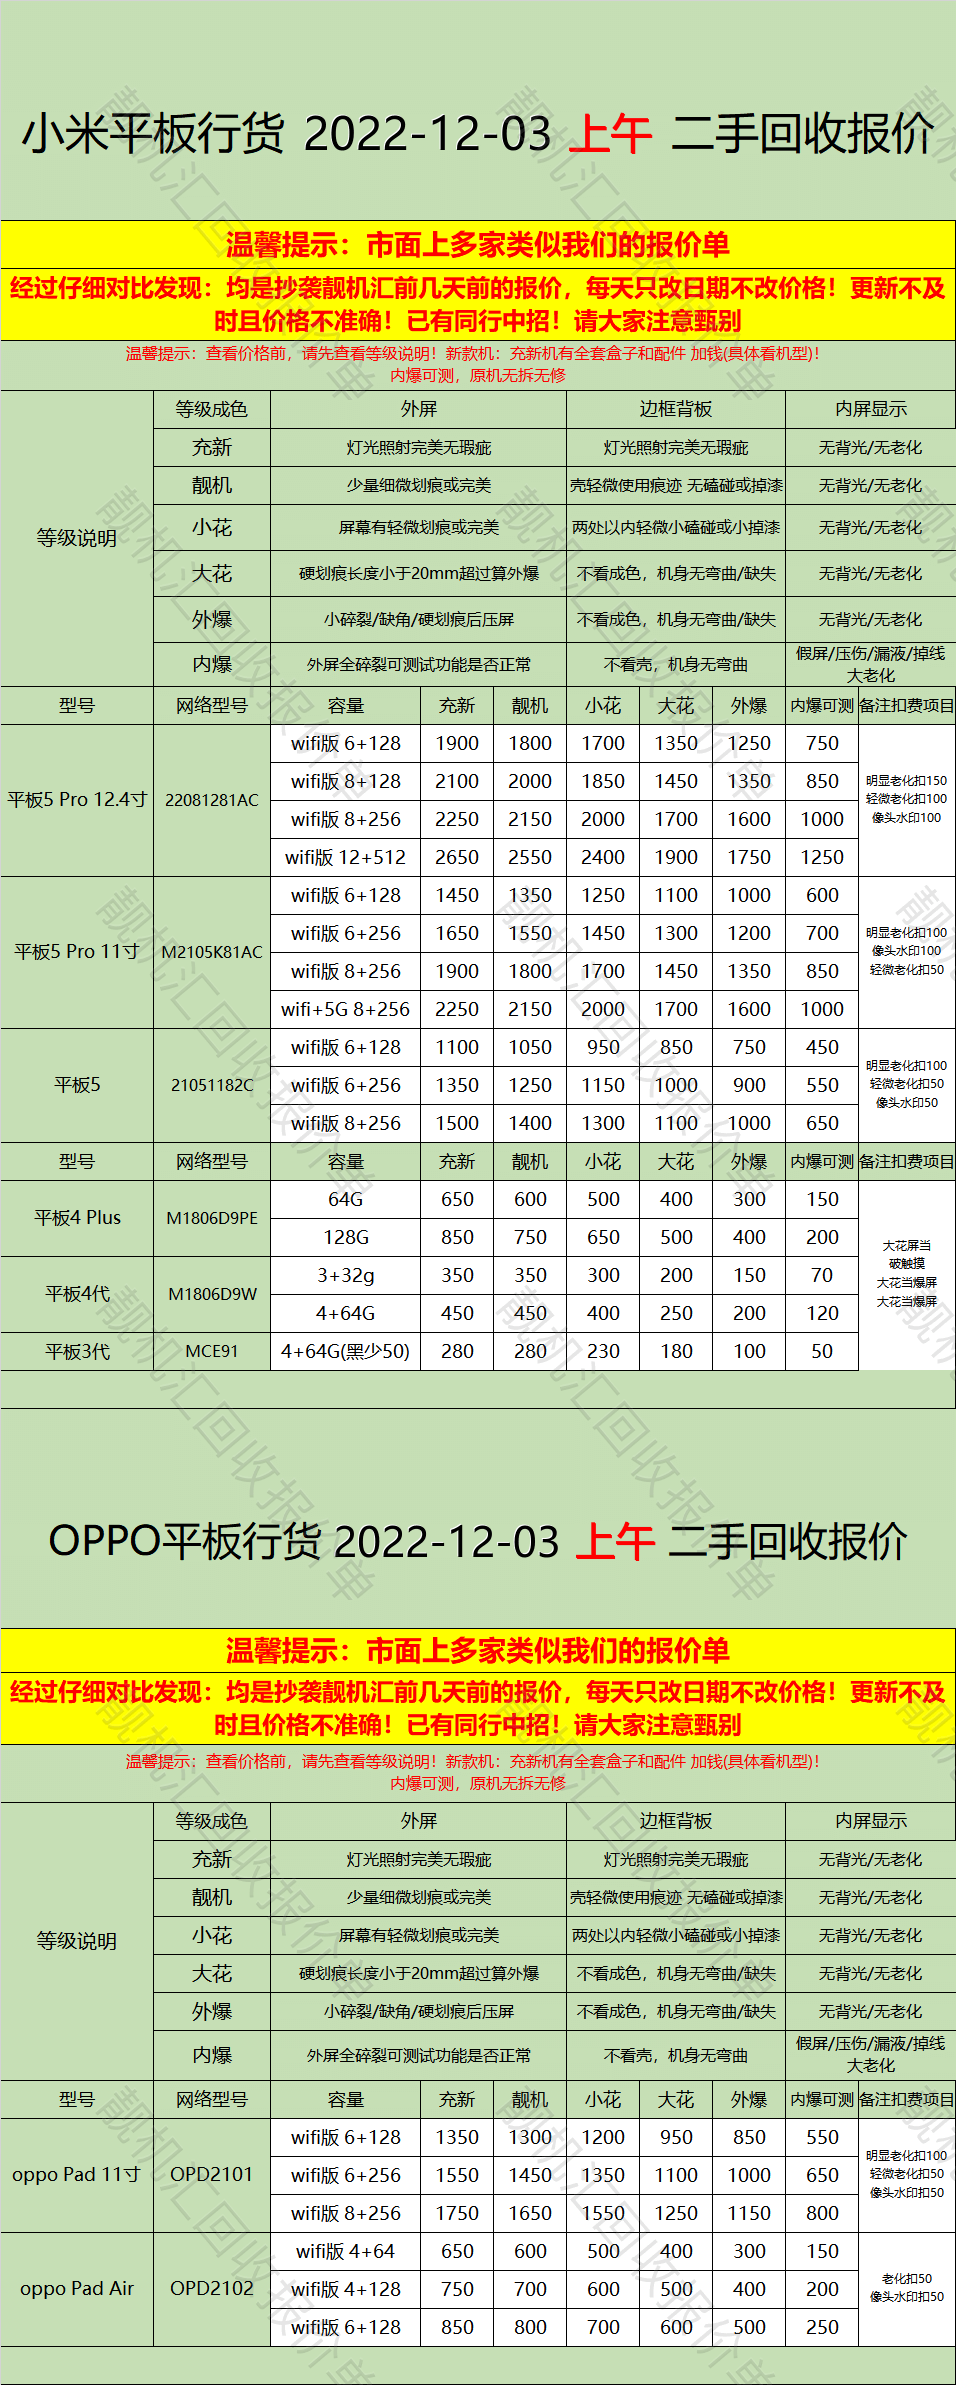 小米平板行货 2022-12-03 上午 二手回收报价
温馨提示：市面上多家类似我们的报价单
经过仔细对比发现：均是抄袭靓机汇前几天前的报价，每天只改日期不改价格！更新不及
时且价格不准确！已有同行中招！请大家注意甄别
温馨提示：查看价格前，请先查看等级说明！新款机：充新机有全套盒子和配件 加钱(具体看机型)！
内爆可测，原机无拆无修
等级说明
等级成色 外屏 边框背板 内屏显示
充新 灯光照射完美无瑕疵 灯光照射完美无瑕疵 无背光/无老化
靓机 少量细微划痕或完美 壳轻微使用痕迹 无磕碰或掉漆 无背光/无老化
小花 屏幕有轻微划痕或完美 两处以内轻微小磕碰或小掉漆 无背光/无老化
大花 硬划痕长度小于20mm超过算外爆 不看成色，机身无弯曲/缺失 无背光/无老化
外爆 小碎裂/缺角/硬划痕后压屏 不看成色，机身无弯曲/缺失 无背光/无老化
内爆 外屏全碎裂可测试功能是否正常 不看壳，机身无弯曲 假屏/压伤/漏液/掉线
大老化
型号 网络型号 容量 充新 靓机 小花 大花 外爆 内爆可测 备注扣费项目
平板5 Pro 12.4寸 22081281AC
wifi版 6+128 1900 1800 1700 1350 1250 750
wifi版 8+128 2100 2000 1850 1450 1350 850
wifi版 8+256 2250 2150 2000 1700 1600 1000
wifi版 12+512 2650 2550 2400 1900 1750 1250
明显老化扣150
轻微老化扣100
像头水印100
平板5 Pro 11寸 M2105K81AC
wifi版 6+128 1450 1350 1250 1100 1000 600
wifi版 6+256 1650 1550 1450 1300 1200 700
wifi版 8+256 1900 1800 1700 1450 1350 850
wifi+5G 8+256 2250 2150 2000 1700 1600 1000
明显老化扣100
像头水印100
轻微老化扣50
平板5 21051182C
wifi版 6+128 1100 1050 950 850 750 450
wifi版 6+256 1350 1250 1150 1000 900 550
wifi版 8+256 1500 1400 1300 1100 1000 650
明显老化扣100
轻微老化扣50
像头水印50
型号 网络型号 容量 充新 靓机 小花 大花 外爆 内爆可测 备注扣费项目
平板4 Plus M1806D9PE
64G 650 600 500 400 300 150
128G 850 750 650 500 400 200
平板4代 M1806D9W
3+32g 350 350 300 200 150 70
4+64G 450 450 400 250 200 120
平板3代 MCE91 4+64G(黑少50) 280 280 230 180 100 50
大花屏当
破触摸
大花当爆屏
大花当爆屏
OPPO平板行货 2022-12-03 上午 二手回收报价
温馨提示：市面上多家类似我们的报价单
经过仔细对比发现：均是抄袭靓机汇前几天前的报价，每天只改日期不改价格！更新不及
时且价格不准确！已有同行中招！请大家注意甄别
温馨提示：查看价格前，请先查看等级说明！新款机：充新机有全套盒子和配件 加钱(具体看机型)！
内爆可测，原机无拆无修
等级说明
等级成色 外屏 边框背板 内屏显示
充新 灯光照射完美无瑕疵 灯光照射完美无瑕疵 无背光/无老化
靓机 少量细微划痕或完美 壳轻微使用痕迹 无磕碰或掉漆 无背光/无老化
小花 屏幕有轻微划痕或完美 两处以内轻微小磕碰或小掉漆 无背光/无老化
大花 硬划痕长度小于20mm超过算外爆 不看成色，机身无弯曲/缺失 无背光/无老化
外爆 小碎裂/缺角/硬划痕后压屏 不看成色，机身无弯曲/缺失 无背光/无老化
内爆 外屏全碎裂可测试功能是否正常 不看壳，机身无弯曲 假屏/压伤/漏液/掉线
大老化
型号 网络型号 容量 充新 靓机 小花 大花 外爆 内爆可测 备注扣费项目
oppo Pad 11寸 OPD2101
wifi版 6+128 1350 1300 1200 950 850 550
wifi版 6+256 1550 1450 1350 1100 1000 650
wifi版 8+256 1750 1650 1550 1250 1150 800
明显老化扣100
轻微老化扣50
像头水印扣50
oppo Pad Air OPD2102
wifi版 4+64 650 600 500 400 300 150
wifi版 4+128 750 700 600 500 400 200
wifi版 6+128 850 800 700 600 500 250
老化扣50
像头水印扣50
靓机汇回收报价单